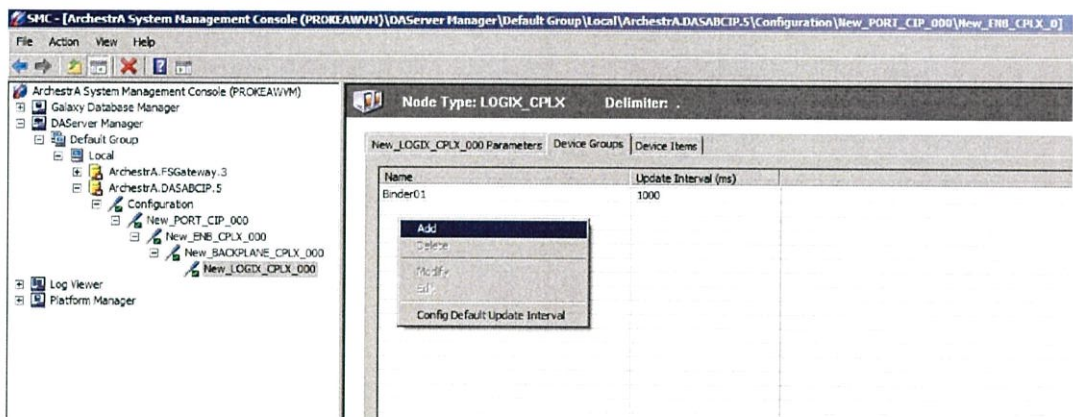 SMC - [ArchestrA System Management Console (PROKEAWVM)\DAServer Manager\Default Group\Local\ArchestrA.DASABCIP.5\Configuration\New_PORT_CIP_000\New_ENB_CPLX_0]
File Action View Help
ArchestrA System Management Console (PROKEAWVM)
Galaxy Database Manager
DAServer Manager
Default Group
Local
ArchestrA.FSGateway.3
ArchestrA.DASABCIP.5
Configuration
New_PORT_CIP_000
New_ENB_CPLX_000
New_BACKPLANE_CPLX_000
New_LOGIX_CPLX_000
Log Viewer
Platform Manager
Node Type: LOGIX_CPLX Delimiter: .
New_LOGIX_CPLX_000 Parameters Device Groups Device Items
Name Update Interval (ms)
Binder01 1000
Add
Delete
Modify
Edit
Config Default Update Interval